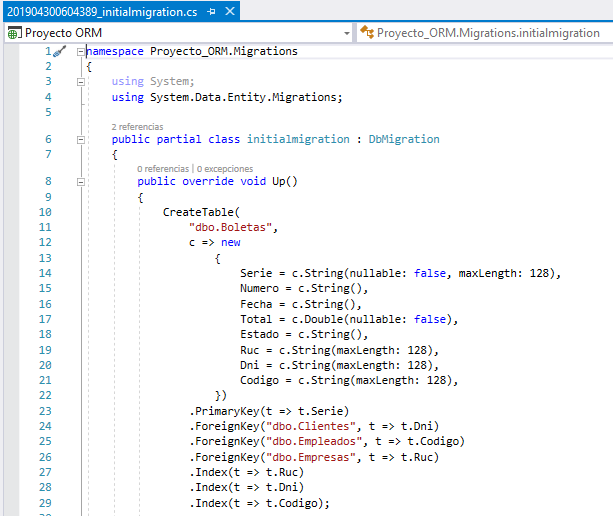 201904300604389_initialmigration.cs
Proyecto ORM Proyecto_ORM.Migrations.initialmigration
1 namespace Proyecto_ORM.Migrations
2 {
3 using System;
4 using System.Data.Entity.Migrations;
5
2 referencias
6 public partial class initialmigration : DbMigration
7 {
0 referencias | 0 excepciones
8 public override void Up()
9 {
10 CreateTable(
11 "dbo.Boletas",
12 c => new
13 {
14 Serie = c.String(nullable: false, maxLength: 128),
15 Numero = c.String(),
16 Fecha = c.String(),
17 Total = c.Double(nullable: false),
18 Estado = c.String(),
19 Ruc = c.String(maxLength: 128),
20 Dni = c.String(maxLength: 128),
21 Codigo = c.String(maxLength: 128),
22 })
23 .PrimaryKey(t => t.Serie)
24 .ForeignKey("dbo.Clientes", t => t.Dni)
25 .ForeignKey("dbo.Empleados", t => t.Codigo)
26 .ForeignKey("dbo.Empresas", t => t.Ruc)
27 .Index(t => t.Ruc)
28 .Index(t => t.Dni)
29 .Index(t => t.Codigo);